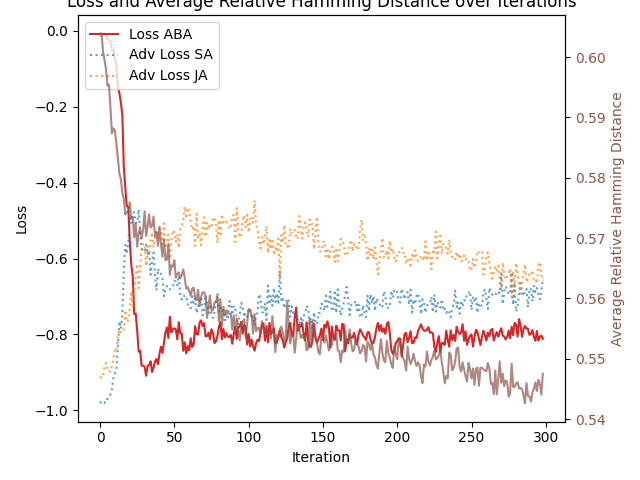 Loss and Average Relative Hamming Distance over Iterations
Loss ABA
Adv Loss SA
Adv Loss JA
0.0
−0.2
−0.4
−0.6
−0.8
−1.0
Loss
0.60
0.59
0.58
0.57
0.56
0.55
0.54
Average Relative Hamming Distance
0 50 100 150 200 250 300
Iteration